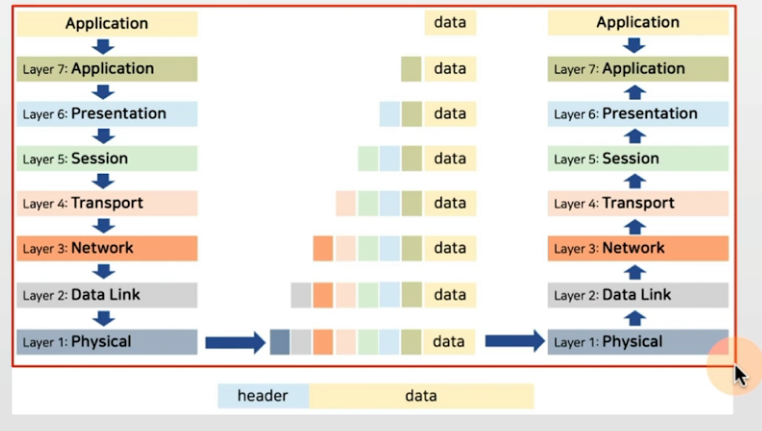 Application data Application
Layer 7: Application data Layer 7: Application
Layer 6: Presentation data Layer 6: Presentation
Layer 5: Session data Layer 5: Session
Layer 4: Transport data Layer 4: Transport
Layer 3: Network data Layer 3: Network
Layer 2: Data Link data Layer 2: Data Link
Layer 1: Physical data Layer 1: Physical
header data